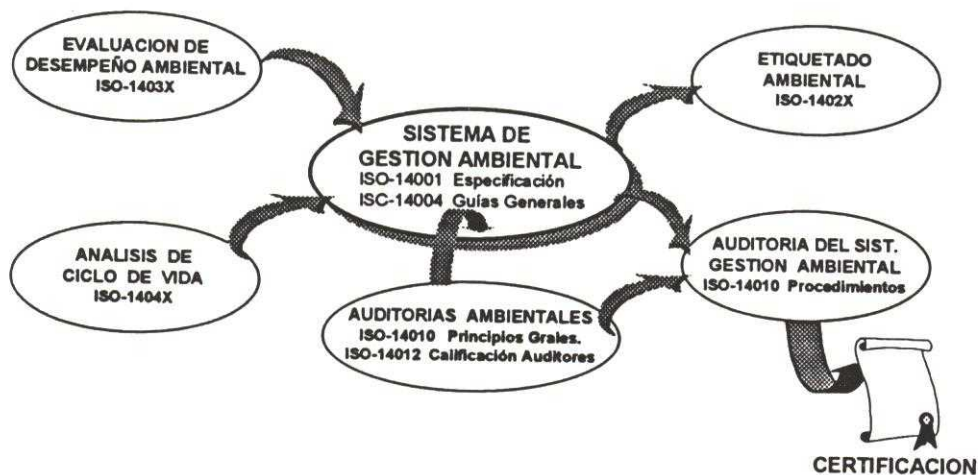 EVALUACION DE
DESEMPEÑO AMBIENTAL
ISO-1403X
ETIQUETADO
AMBIENTAL
ISO-1402X
SISTEMA DE
GESTION AMBIENTAL
ISO-14001 Especificación
ISC-14004 Guías Generales
ANALISIS DE
CICLO DE VIDA
ISO-1404X
AUDITORIA DEL SIST.
GESTION AMBIENTAL
ISO-14010 Procedimientos
AUDITORIAS AMBIENTALES
ISO-14010 Principios Grales.
ISO-14012 Calificación Auditores
CERTIFICACION